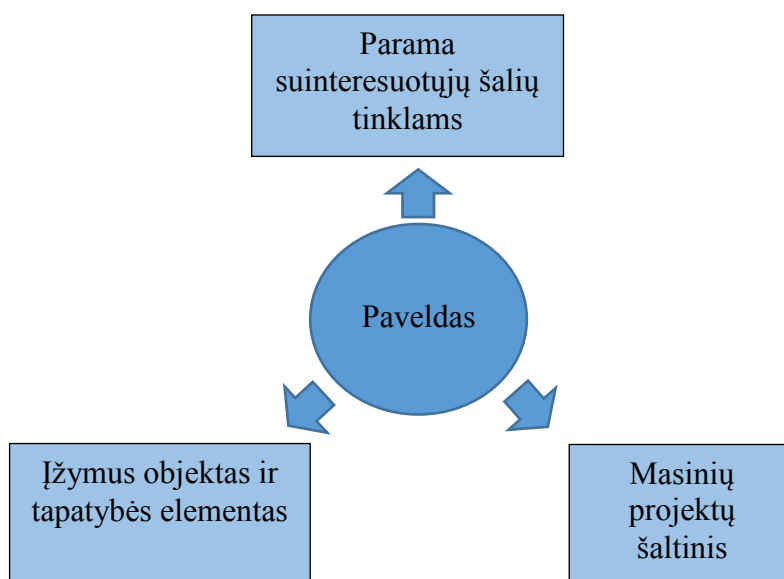 Parama
suinteresuotųjų šalių
tinklams
Paveldas
Įžymus objektas ir
tapatybės elementas
Masinių
projektų
šaltinis